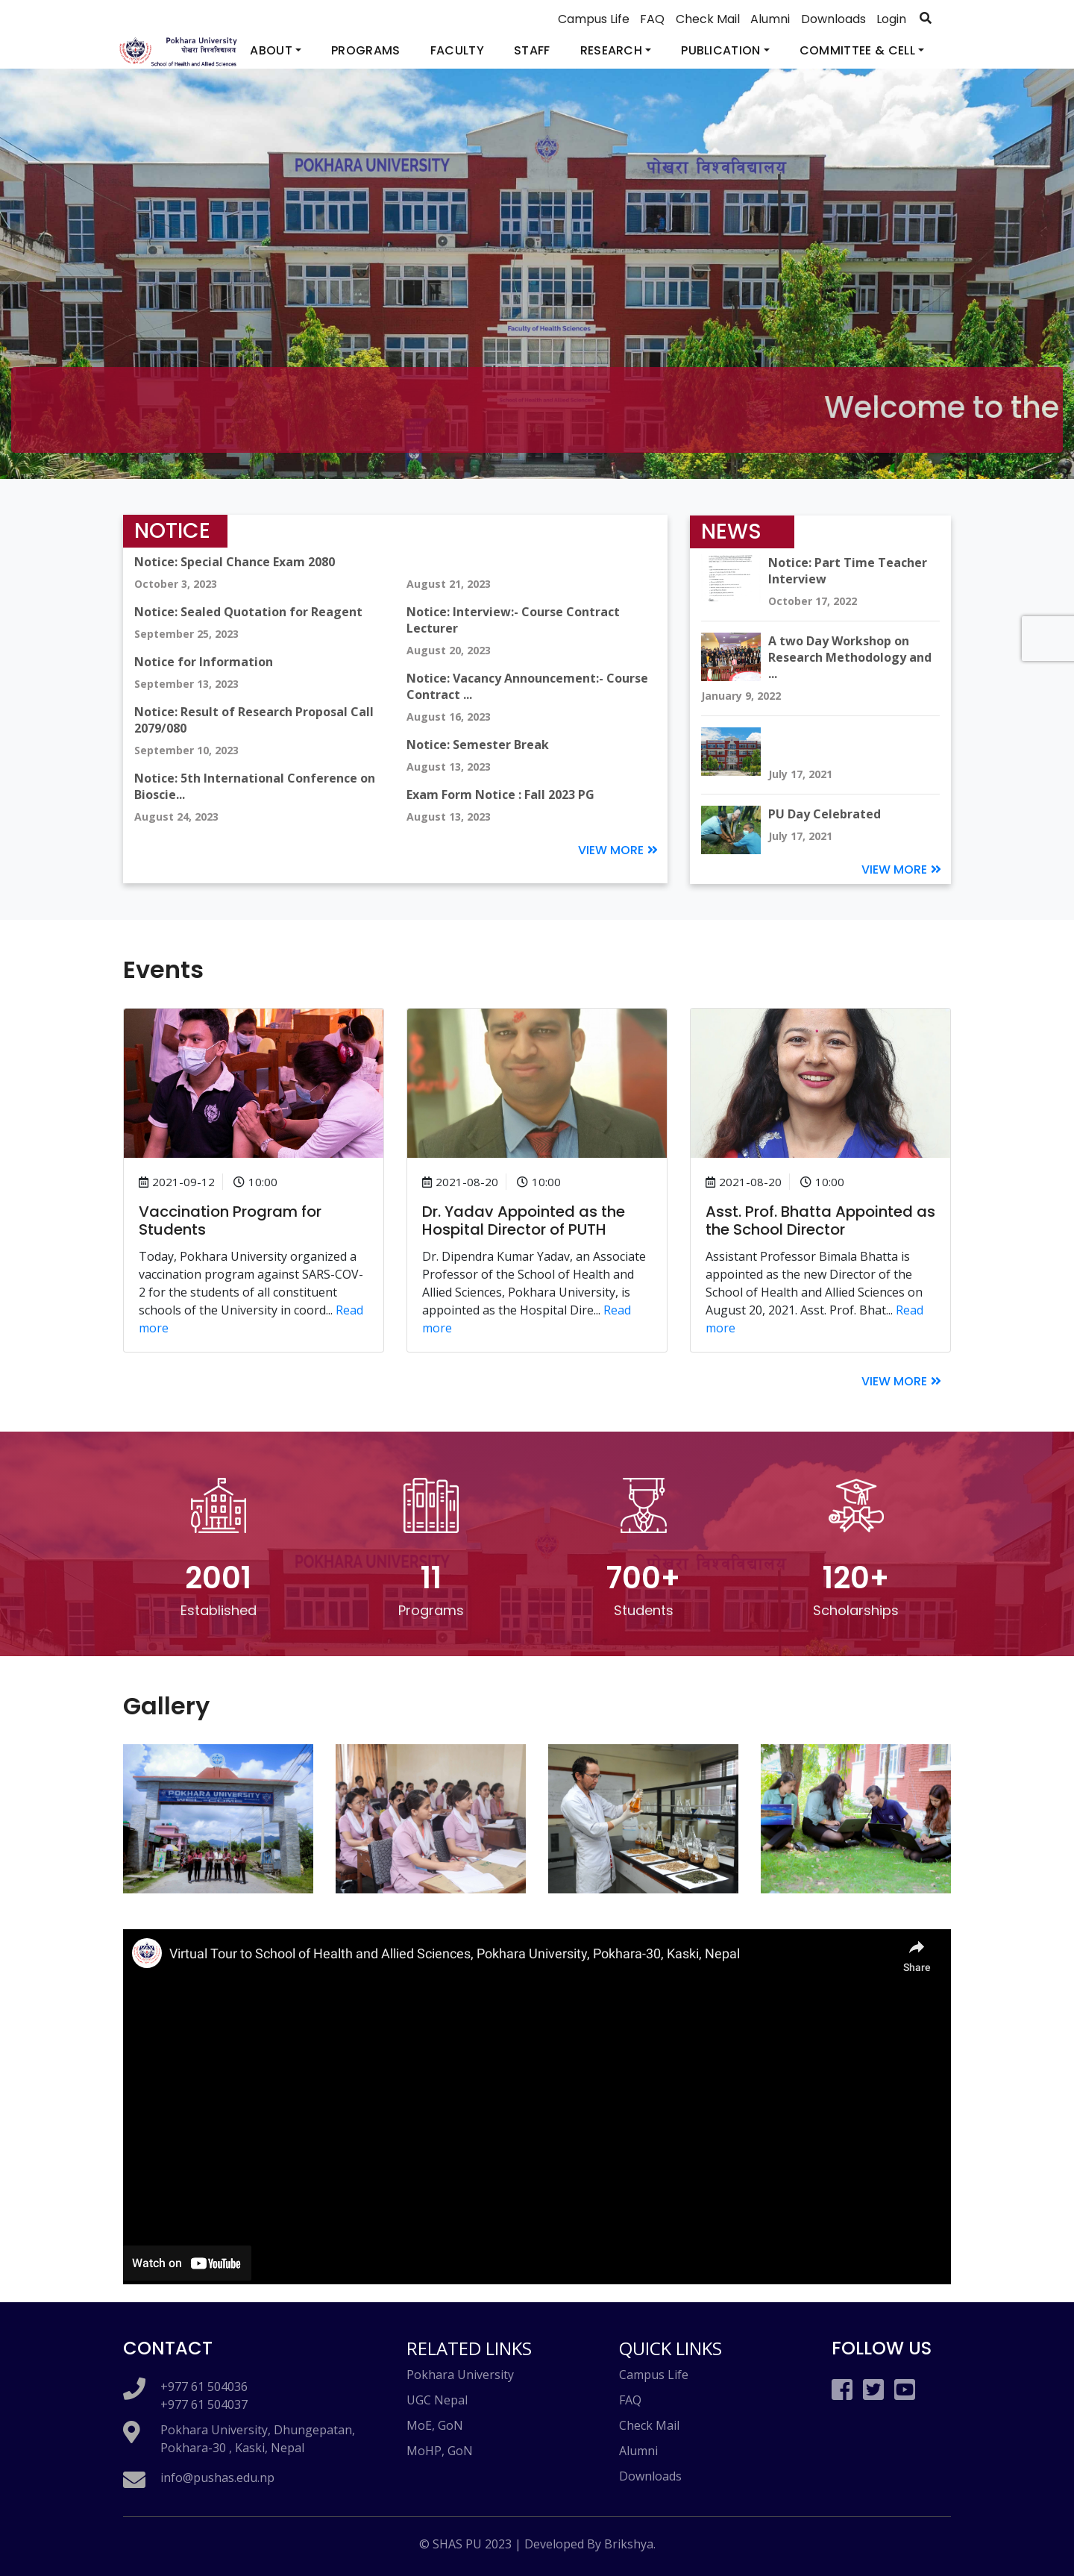 Campus Life FAQ Check Mail Alumni Downloads Login
Pokhara University
पोखरा विश्वविद्यालय
School of Health and Allied Sciences
ABOUT PROGRAMS FACULTY STAFF RESEARCH PUBLICATION COMMITTEE & CELL
POKHARA UNIVERSITY
पोखरा विश्वविद्यालय
Faculty of Health Sciences
Welcome to the
NOTICE
Notice: Special Chance Exam 2080
October 3, 2023
Notice: Sealed Quotation for Reagent
September 25, 2023
Notice for Information
September 13, 2023
Notice: Result of Research Proposal Call
2079/080
September 10, 2023
Notice: 5th International Conference on
Bioscie...
August 24, 2023
August 21, 2023
Notice: Interview:- Course Contract
Lecturer
August 20, 2023
Notice: Vacancy Announcement:- Course
Contract ...
August 16, 2023
Notice: Semester Break
August 13, 2023
Exam Form Notice : Fall 2023 PG
August 13, 2023
VIEW MORE
NEWS
Notice: Part Time Teacher
Interview
October 17, 2022
A two Day Workshop on
Research Methodology and
...
January 9, 2022
July 17, 2021
PU Day Celebrated
July 17, 2021
VIEW MORE
Events
2021-09-12 10:00
Vaccination Program for
Students
Today, Pokhara University organized a
vaccination program against SARS-COV-
2 for the students of all constituent
schools of the University in coord... Read
more
2021-08-20 10:00
Dr. Yadav Appointed as the
Hospital Director of PUTH
Dr. Dipendra Kumar Yadav, an Associate
Professor of the School of Health and
Allied Sciences, Pokhara University, is
appointed as the Hospital Dire... Read
more
2021-08-20 10:00
Asst. Prof. Bhatta Appointed as
the School Director
Assistant Professor Bimala Bhatta is
appointed as the new Director of the
School of Health and Allied Sciences on
August 20, 2021. Asst. Prof. Bhat... Read
more
VIEW MORE
POKHARA UNIVERSITY
पोखरा विश्वविद्यालय
2001
Established
11
Programs
700+
Students
120+
Scholarships
Gallery
POKHARA UNIVERSITY
WELCOME
Virtual Tour to School of Health and Allied Sciences, Pokhara University, Pokhara-30, Kaski, Nepal
Share
Watch on YouTube
CONTACT
+977 61 504036
+977 61 504037
Pokhara University, Dhungepatan,
Pokhara-30 , Kaski, Nepal
info@pushas.edu.np
RELATED LINKS
Pokhara University
UGC Nepal
MoE, GoN
MoHP, GoN
QUICK LINKS
Campus Life
FAQ
Check Mail
Alumni
Downloads
FOLLOW US
© SHAS PU 2023 | Developed By Brikshya.